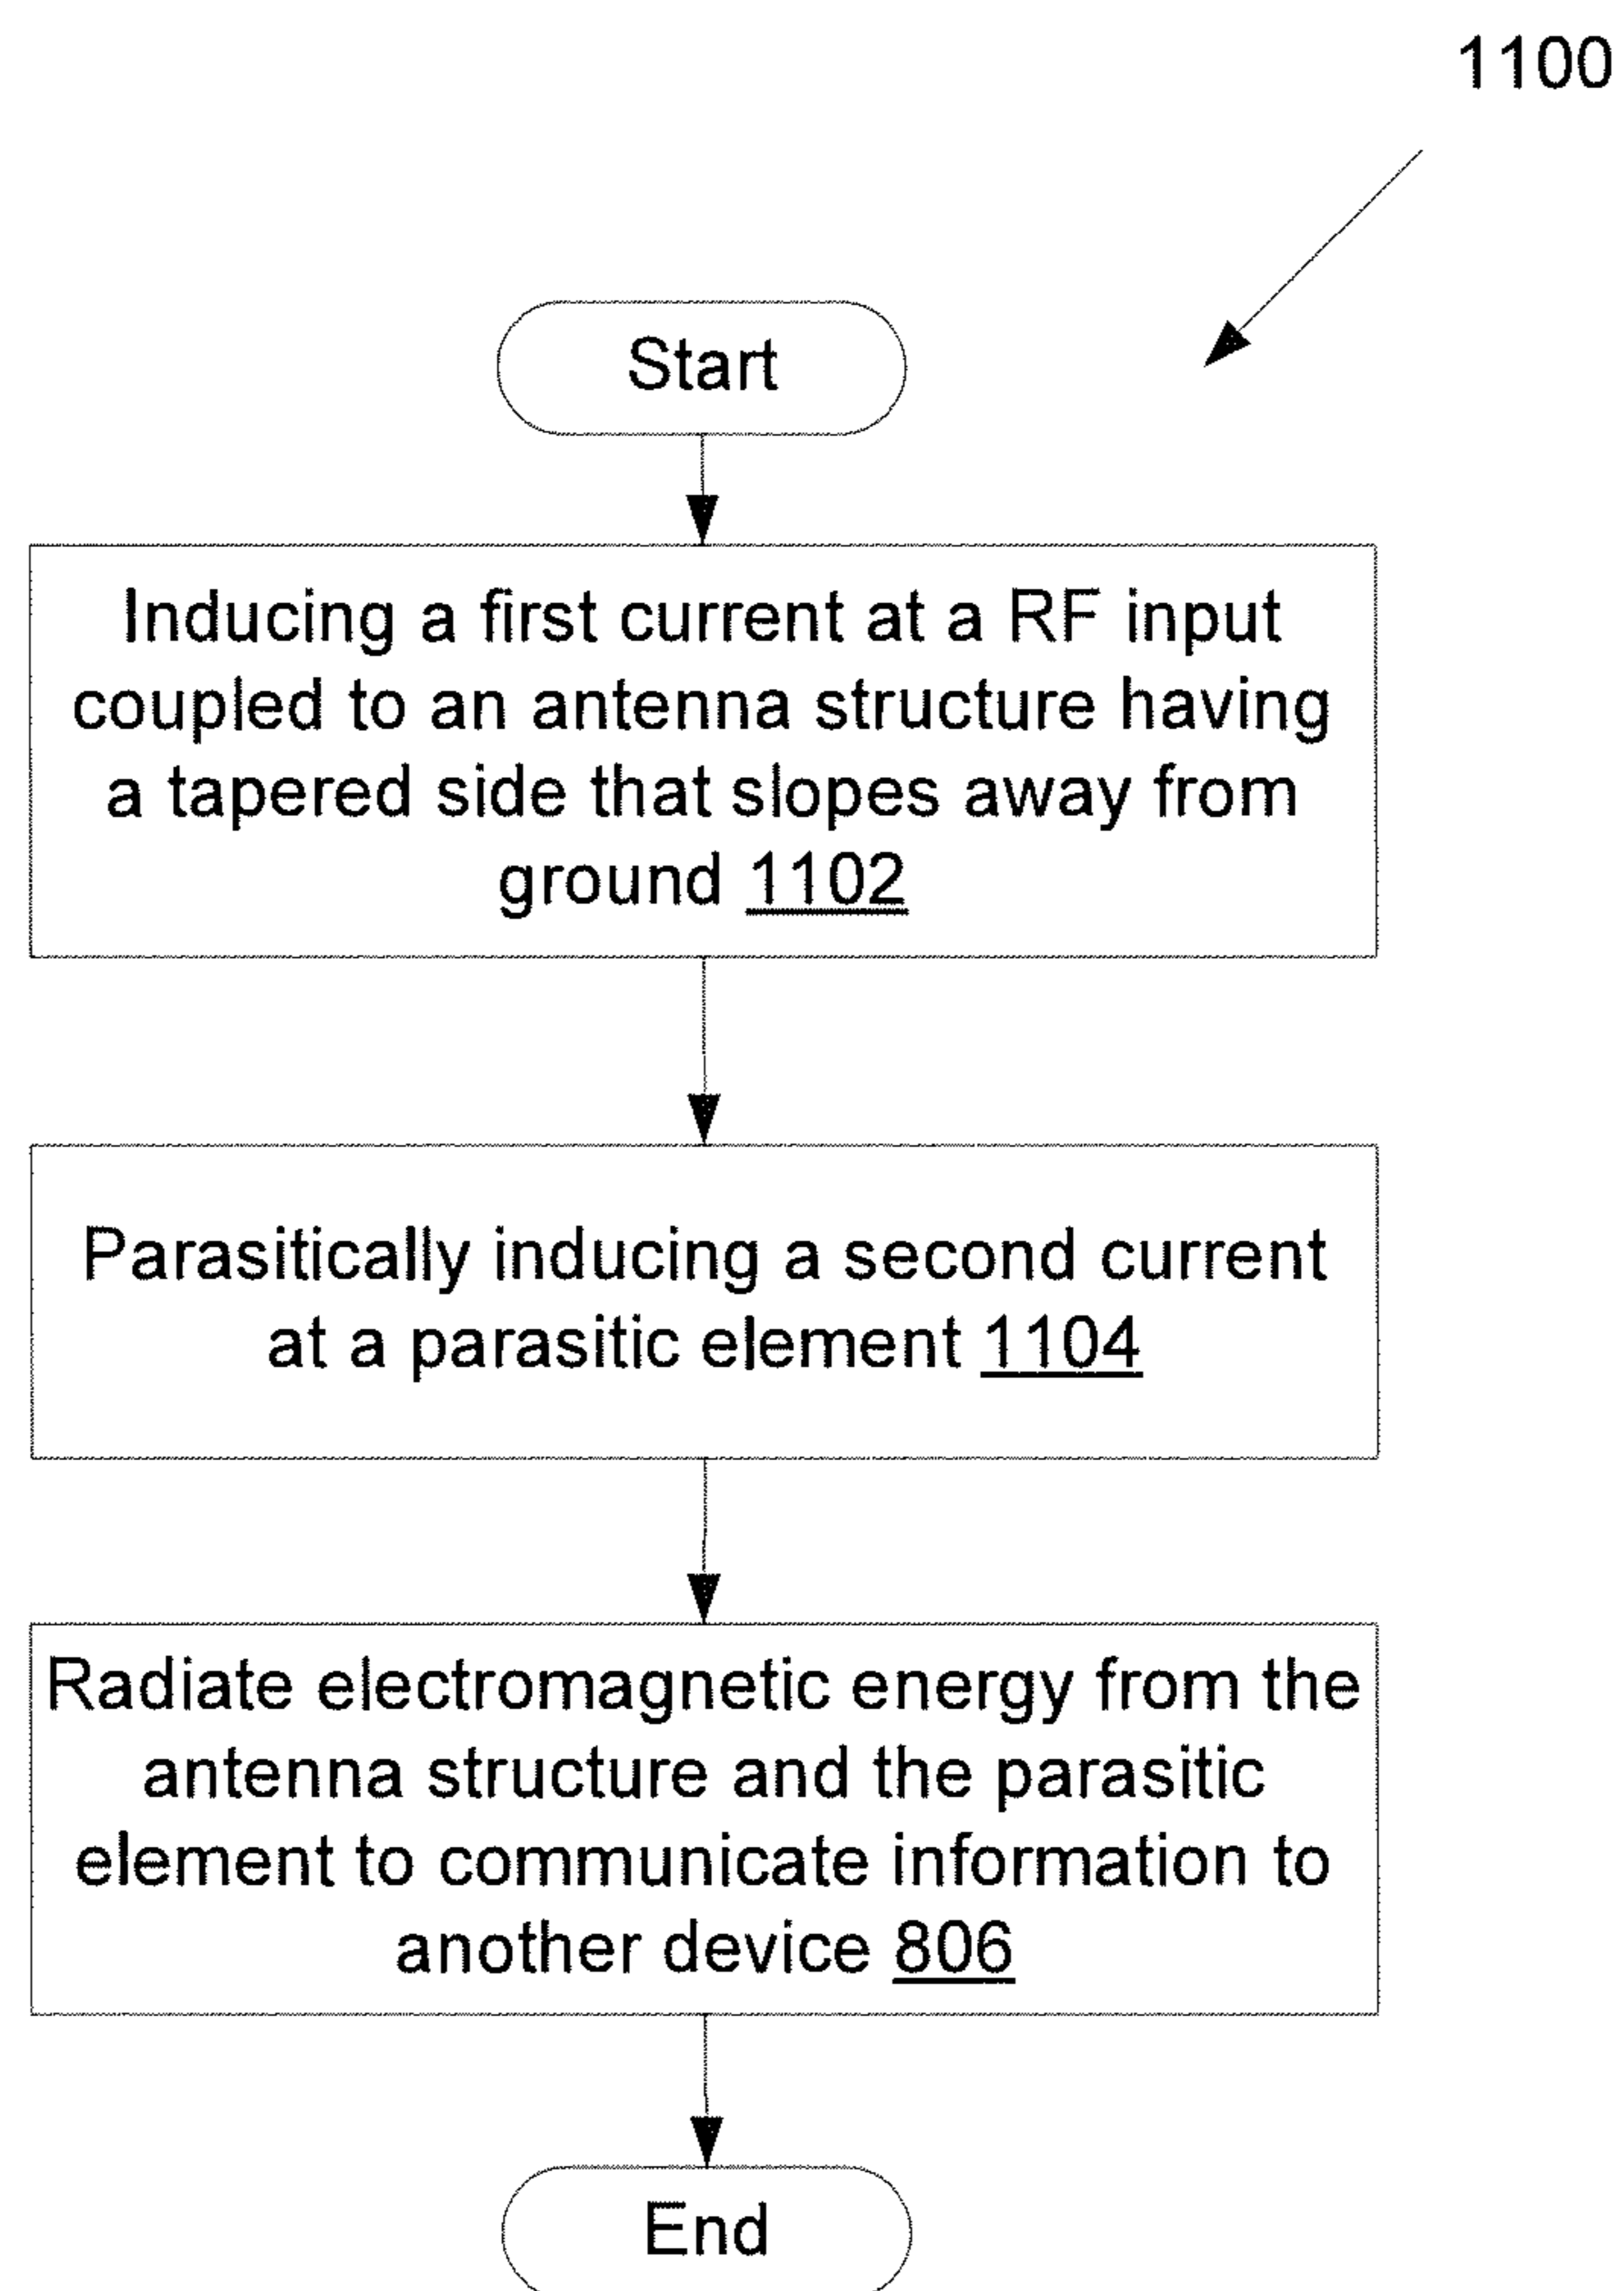 1100
Start
Inducing a first current at a RF input
coupled to an antenna structure having
a tapered side that slopes away from
ground 1102
Parasitically inducing a second current
at a parasitic element 1104
Radiate electromagnetic energy from the
antenna structure and the parasitic
element to communicate information to
another device 806
End